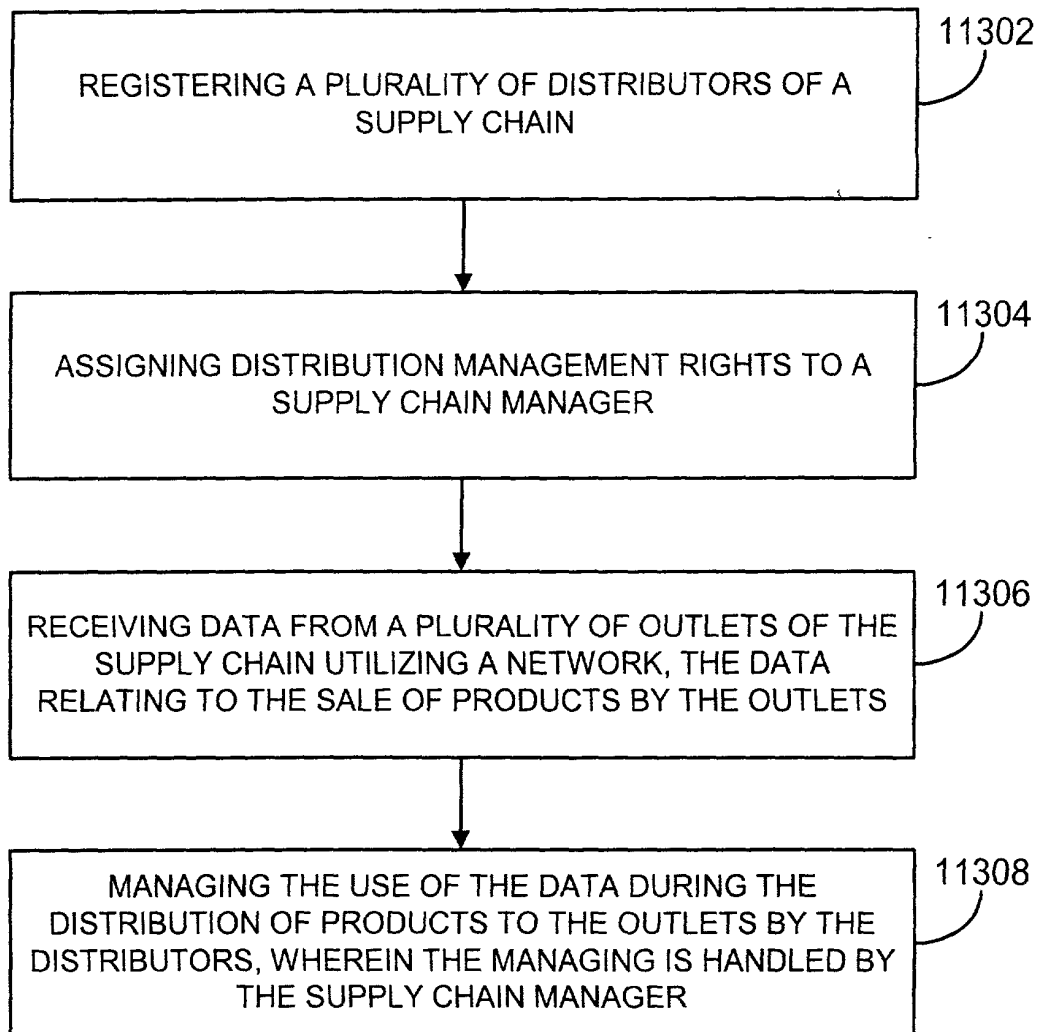 11302
REGISTERING A PLURALITY OF DISTRIBUTORS OF A
SUPPLY CHAIN
11304
ASSIGNING DISTRIBUTION MANAGEMENT RIGHTS TO A
SUPPLY CHAIN MANAGER
11306
RECEIVING DATA FROM A PLURALITY OF OUTLETS OF THE
SUPPLY CHAIN UTILIZING A NETWORK, THE DATA
RELATING TO THE SALE OF PRODUCTS BY THE OUTLETS
11308
MANAGING THE USE OF THE DATA DURING THE
DISTRIBUTION OF PRODUCTS TO THE OUTLETS BY THE
DISTRIBUTORS, WHEREIN THE MANAGING IS HANDLED BY
THE SUPPLY CHAIN MANAGER